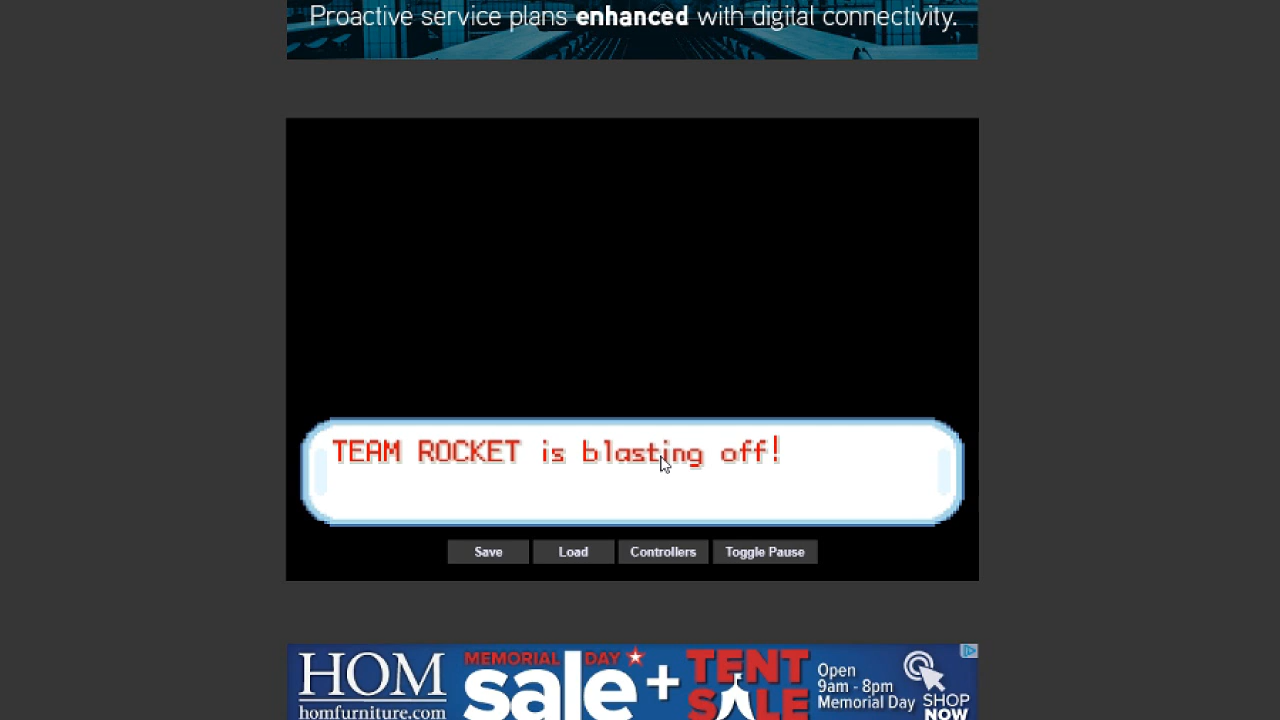 Proactive service plans enhanced with digital connectivity.
TEAM ROCKET is blasting off!
Save Load Controllers Toggle Pause
HOM
homfurniture.com
MEMORIAL DAY
sale + TENT SALE
Open
9am - 8pm
Memorial Day
SHOP
NOW